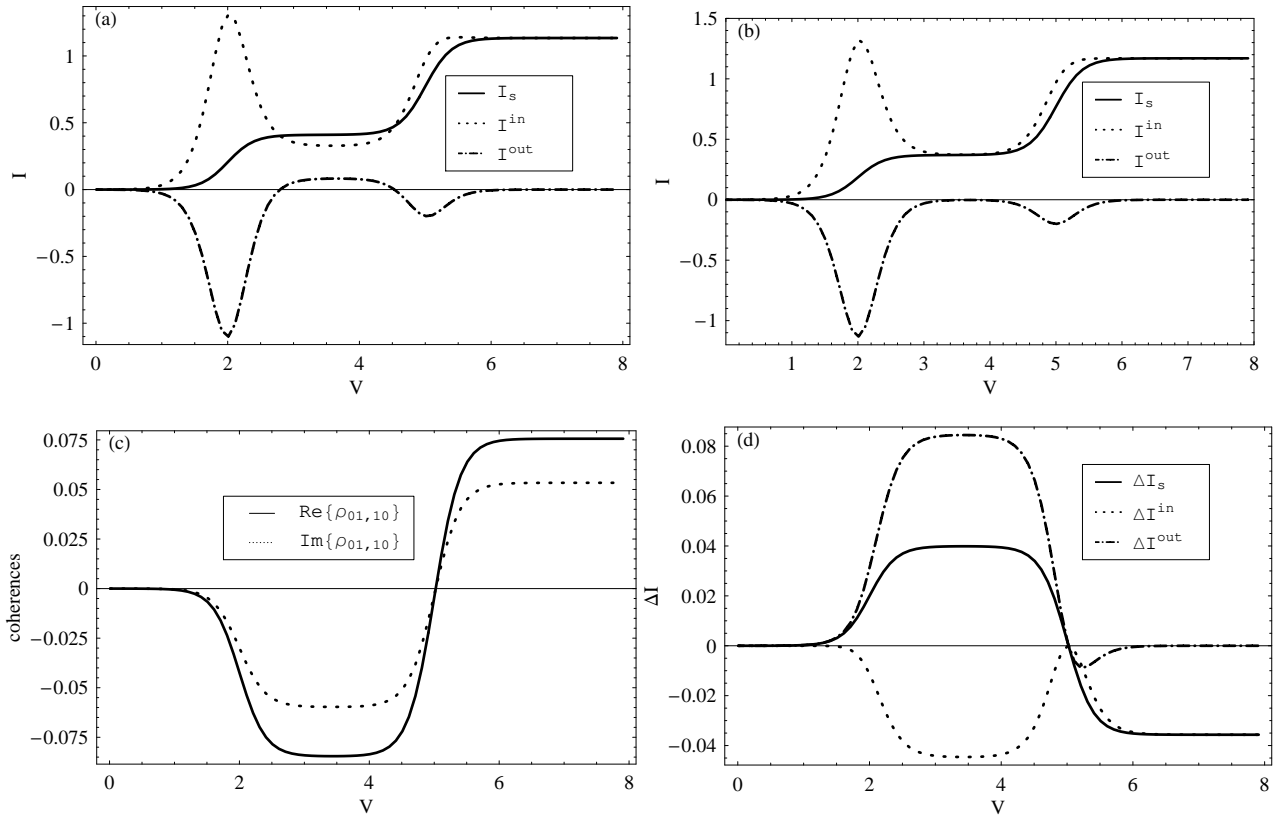 (a)
1
0.5
0
−0.5
−1
I
I_s
I^in
I^out
0 2 4 6 8
V
(b)
1.5
1
0.5
0
−0.5
−1
I
I_s
I^in
I^out
1 2 3 4 5 6 7 8
V
(c)
0.075
0.05
0.025
0
−0.025
−0.05
−0.075
coherences
Re{ρ_01,10}
Im{ρ_01,10}
0 2 4 6 8
V
(d)
0.08
0.06
0.04
0.02
0
−0.02
−0.04
ΔI
ΔI_s
ΔI^in
ΔI^out
0 2 4 6 8
V